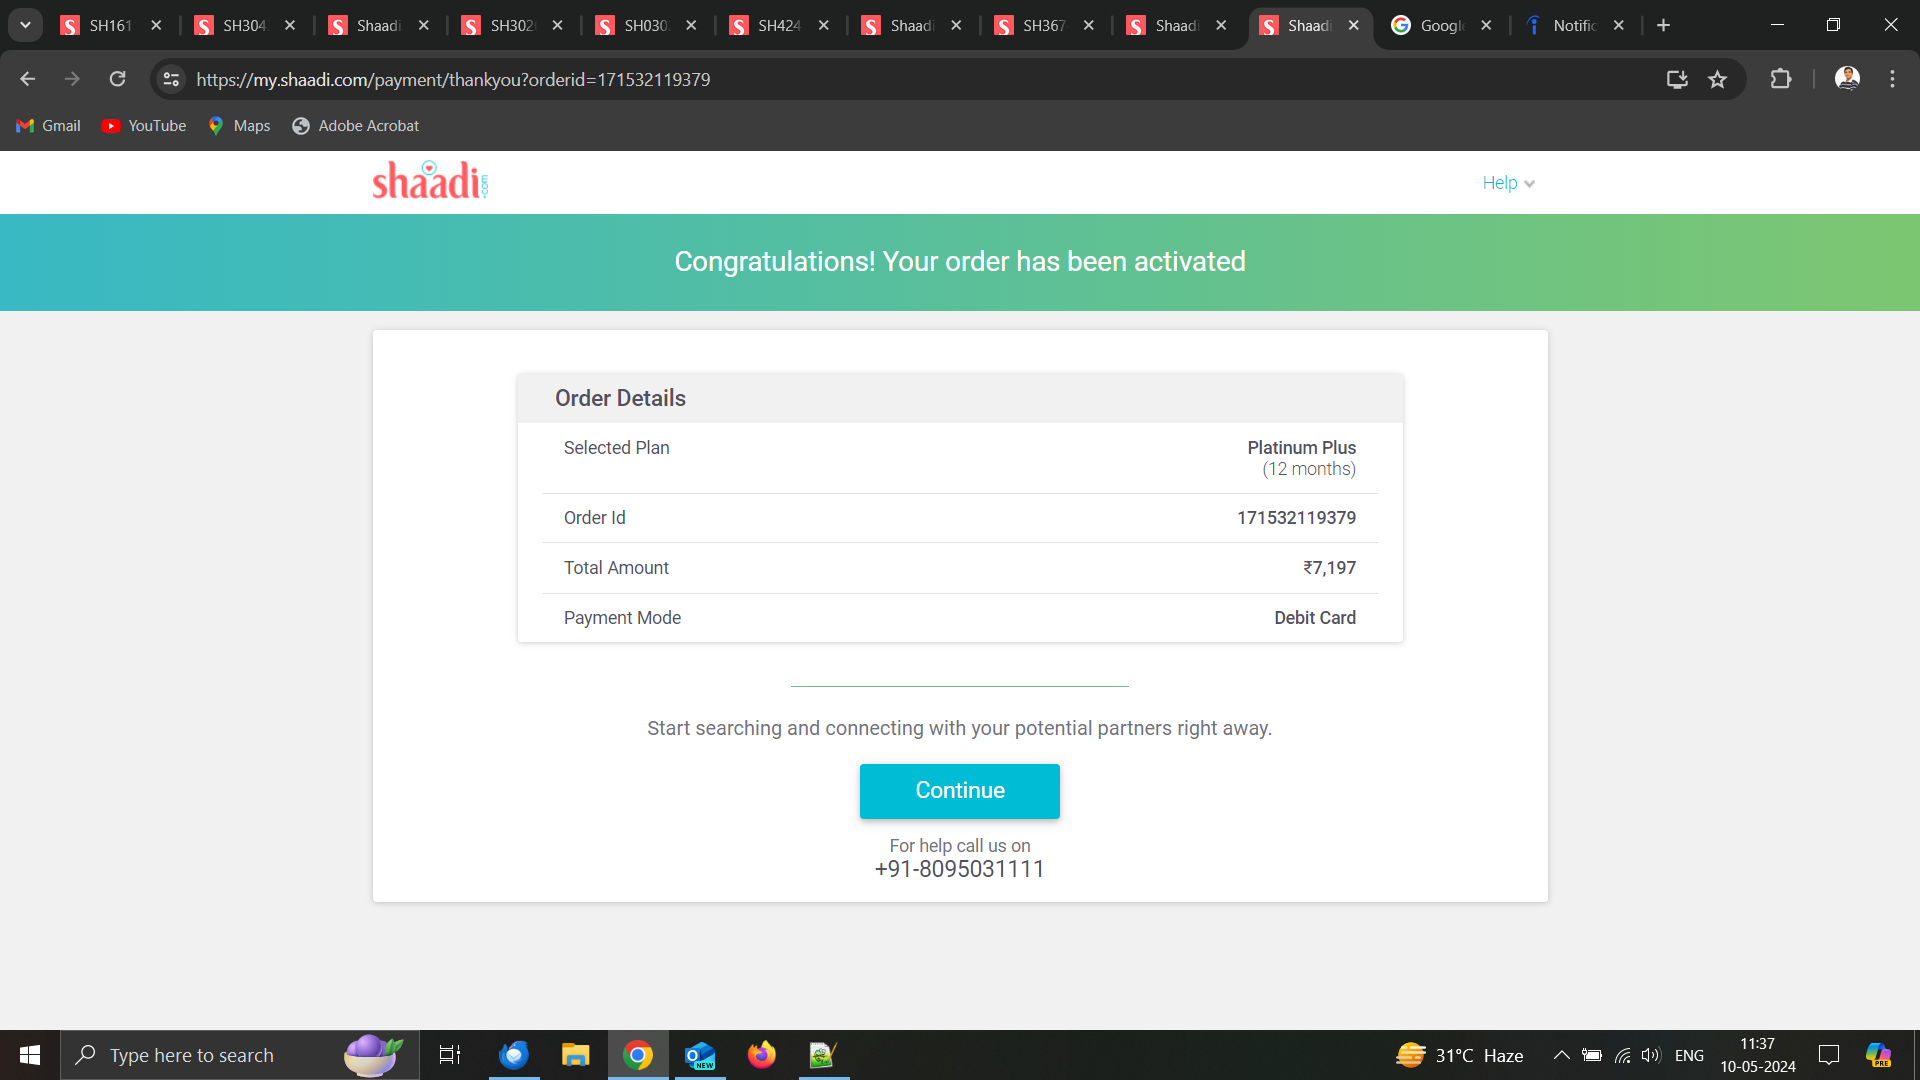 SH161
SH304
Shaadi
SH302
SH030
SH424
Shaadi
SH367
Shaadi
Shaadi
Google
Notific
https://my.shaadi.com/payment/thankyou?orderid=171532119379
Gmail
YouTube
Maps
Adobe Acrobat
shaadi.com
Help
Congratulations! Your order has been activated
Order Details
Selected Plan
Platinum Plus
(12 months)
Order Id
171532119379
Total Amount
₹7,197
Payment Mode
Debit Card
Start searching and connecting with your potential partners right away.
Continue
For help call us on
+91-8095031111
Type here to search
NEW
31°C Haze
ENG
11:37
10-05-2024
PRE